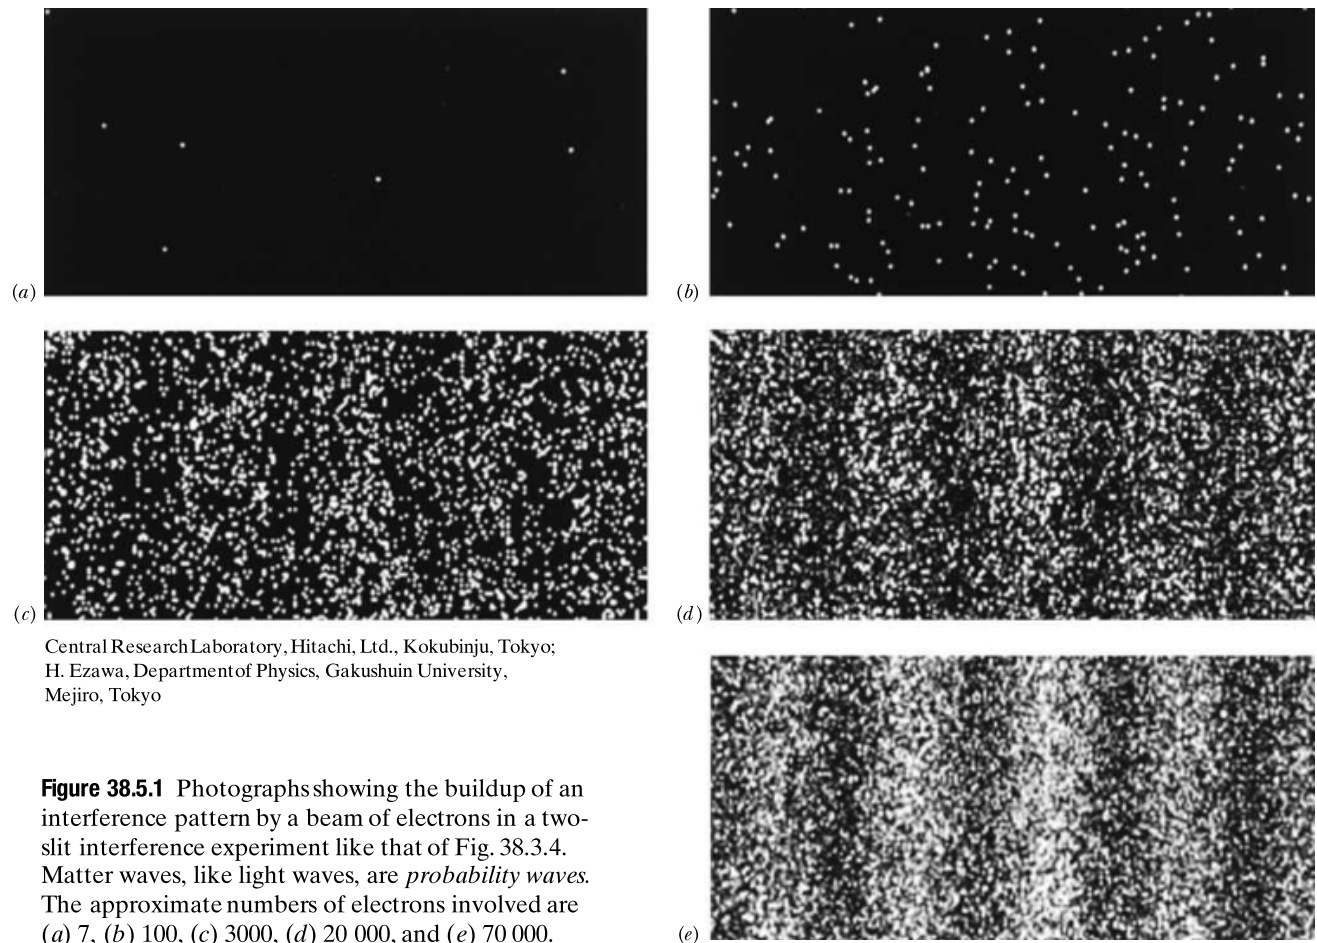 (a)
(b)
(c)
(d)
Central Research Laboratory, Hitachi, Ltd., Kokubinju, Tokyo;
H. Ezawa, Department of Physics, Gakushuin University,
Mejiro, Tokyo
Figure 38.5.1 Photographs showing the buildup of an
interference pattern by a beam of electrons in a two-
slit interference experiment like that of Fig. 38.3.4.
Matter waves, like light waves, are probability waves.
The approximate numbers of electrons involved are
(a) 7, (b) 100, (c) 3000, (d) 20 000, and (e) 70 000.
(e)